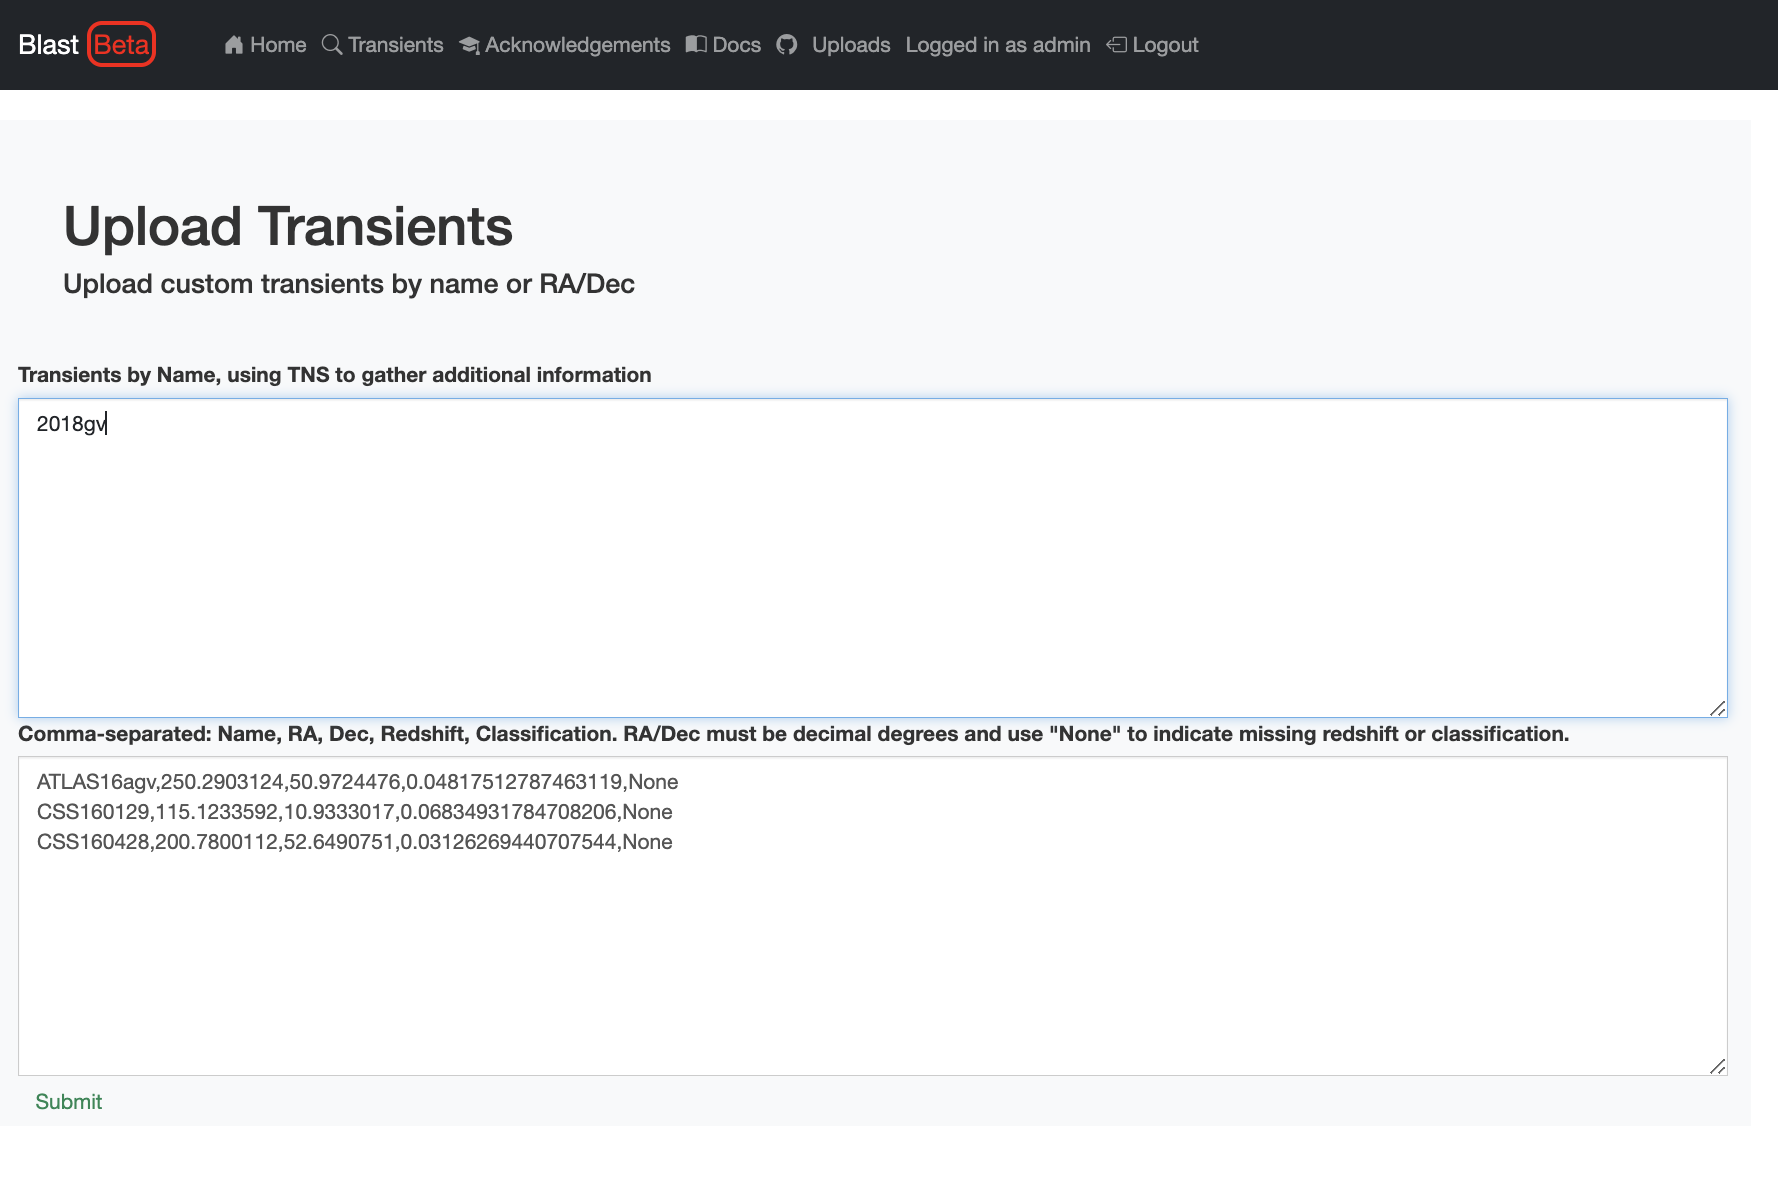 Blast Beta Home Transients Acknowledgements Docs Uploads Logged in as admin Logout
Upload Transients
Upload custom transients by name or RA/Dec
Transients by Name, using TNS to gather additional information
2018gv
Comma-separated: Name, RA, Dec, Redshift, Classification. RA/Dec must be decimal degrees and use "None" to indicate missing redshift or classification.
ATLAS16agv,250.2903124,50.9724476,0.04817512787463119,None
CSS160129,115.1233592,10.9333017,0.06834931784708206,None
CSS160428,200.7800112,52.6490751,0.03126269440707544,None
Submit